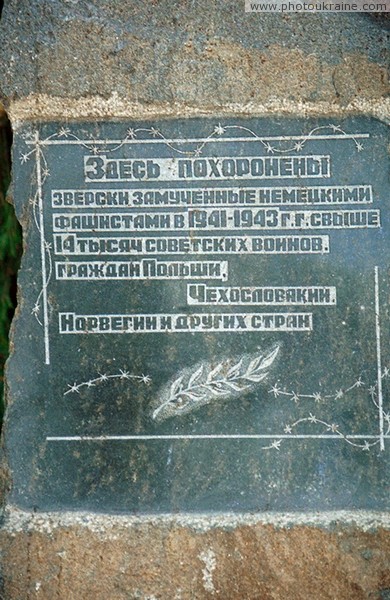 © www.photoukraine.com
Здесь похоронены
зверски замученные немецкими
фашистами в 1941-1943 г.г. свыше
14 тысяч советских воинов,
граждан Польши,
Чехословакии,
Норвегии и других стран